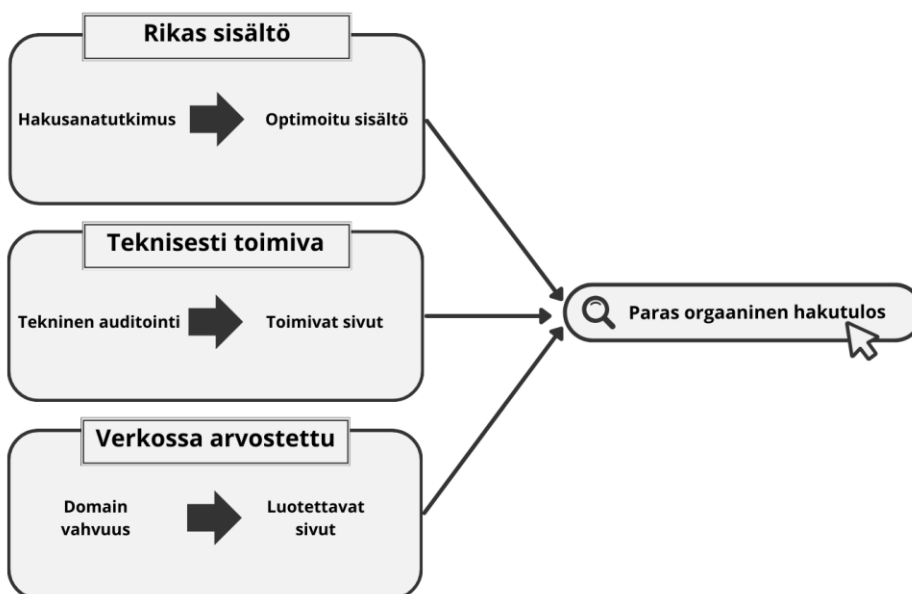 Rikas sisältö
Hakusanatutkimus
Optimoitu sisältö
Teknisesti toimiva
Tekninen auditointi
Toimivat sivut
Paras orgaaninen hakutulos
Verkossa arvostettu
Domain
vahvuus
Luotettavat
sivut